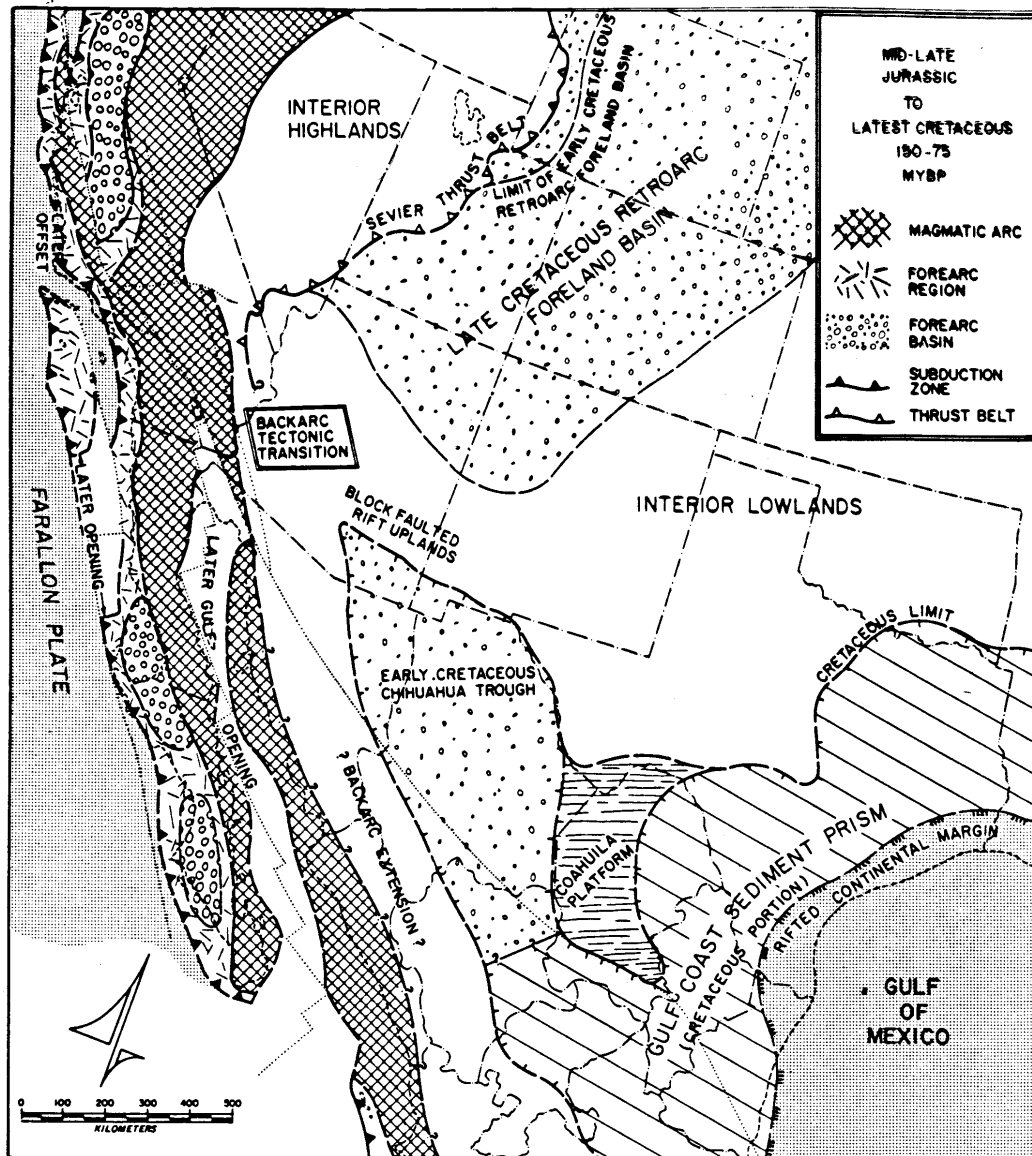 MID-LATE
JURASSIC
TO
LATEST CRETACEOUS
150-75
MYBP
MAGMATIC ARC
FOREARC
REGION
FOREARC
BASIN
SUBDUCTION
ZONE
THRUST BELT
INTERIOR
HIGHLANDS
SEVIER THRUST BELT
LIMIT OF EARLY CRETACEOUS
RETROARC FORELAND BASIN
LATE CRETACEOUS RETROARC
FORELAND BASIN
LATER
OFFSET
BACKARC
TECTONIC
TRANSITION
LATER OPENING
FARALLON PLATE
BLOCK FAULTED
RIFT UPLANDS
INTERIOR LOWLANDS
LATER GULF
OPENING
EARLY CRETACEOUS
CHIHUAHUA TROUGH
CRETACEOUS LIMIT
? BACKARC EXTENSION ?
COAHUILA
PLATFORM
GULF COAST SEDIMENT PRISM
(CRETACEOUS PORTION)
RIFTED CONTINENTAL MARGIN
GULF
OF
MEXICO
0 100 200 300 400 500
KILOMETERS